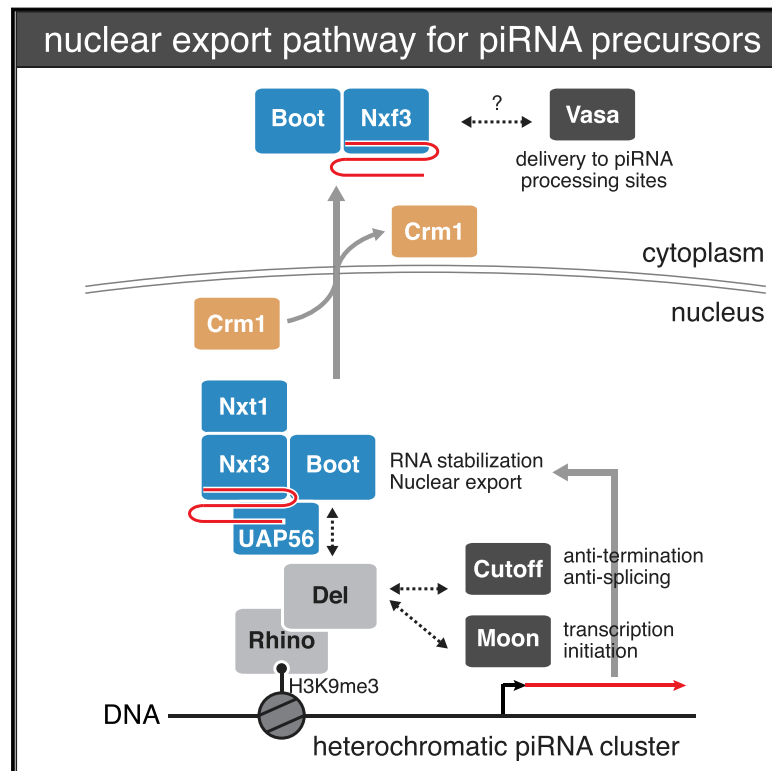 nuclear export pathway for piRNA precursors
Boot
Nxf3
?
Vasa
delivery to piRNA
processing sites
Crm1
cytoplasm
Crm1
nucleus
Nxt1
Nxf3
Boot
RNA stabilization
Nuclear export
UAP56
Del
Cutoff
anti-termination
anti-splicing
Rhino
Moon
transcription
initiation
H3K9me3
DNA
heterochromatic piRNA cluster